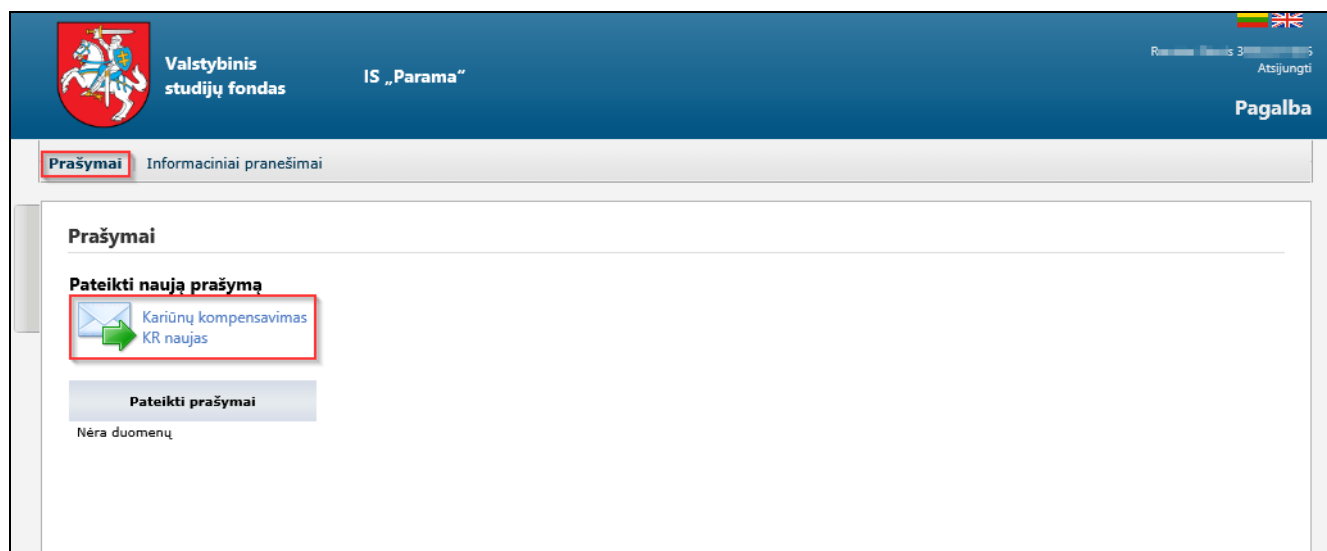 Valstybinis
studijų fondas
IS „Parama“
Atsijungti
Pagalba
Prašymai
Informaciniai pranešimai
Prašymai
Pateikti naują prašymą
Kariūnų kompensavimas
KR naujas
Pateikti prašymai
Nėra duomenų